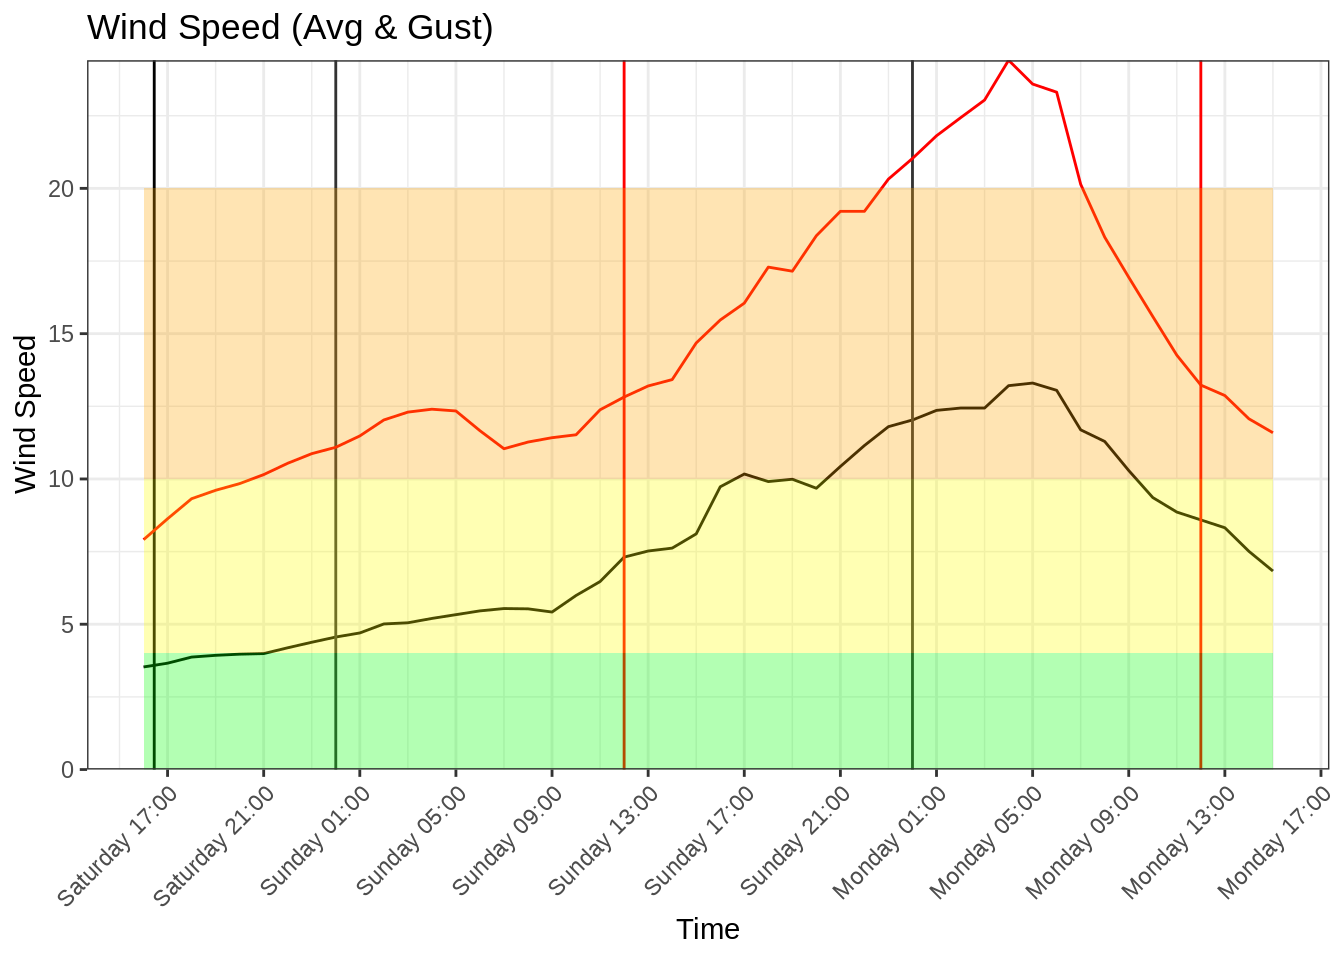 Wind Speed (Avg & Gust)
Wind Speed
20
15
10
5
0
Saturday 17:00
Saturday 21:00
Sunday 01:00
Sunday 05:00
Sunday 09:00
Sunday 13:00
Sunday 17:00
Sunday 21:00
Monday 01:00
Monday 05:00
Monday 09:00
Monday 13:00
Monday 17:00
Time